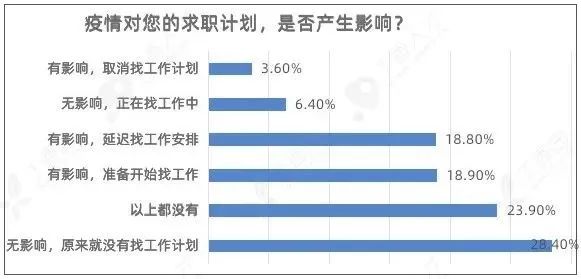 疫情对您的求职计划，是否产生影响？
有影响，取消找工作计划 3.60%
无影响，正在找工作中 6.40%
有影响，延迟找工作安排 18.80%
有影响，准备开始找工作 18.90%
以上都没有 23.90%
无影响，原来就没有找工作计划 28.40%